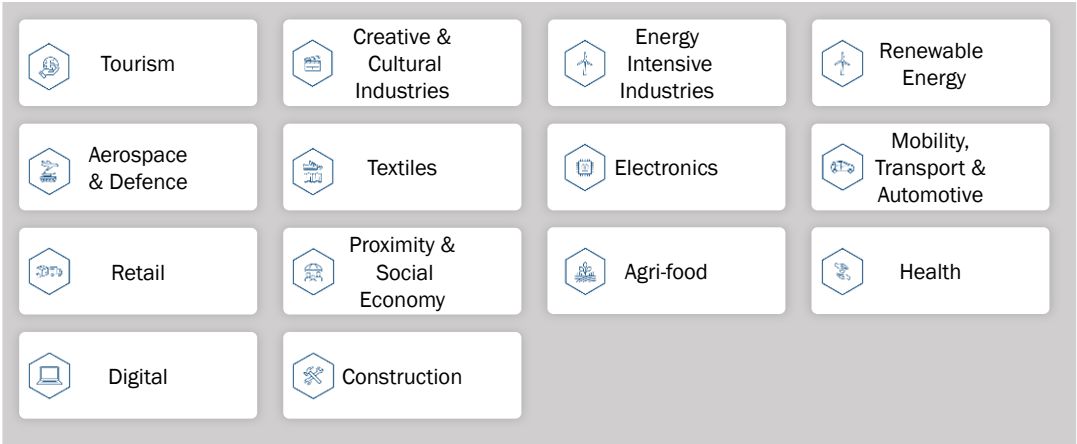 Tourism
Creative &
Cultural
Industries
Energy
Intensive
Industries
Renewable
Energy
Aerospace
& Defence
Textiles
Electronics
Mobility,
Transport &
Automotive
Retail
Proximity &
Social
Economy
Agri-food
Health
Digital
Construction